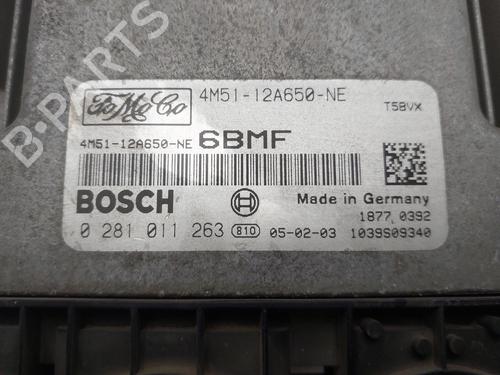 FoMoCo 4M51-12A650-NE T5BVX
4M51-12A650-NE 6BMF
BOSCH Made in Germany
1877 0392
0 281 011 263 810 05-02-03 1039S09340
B-PARTS